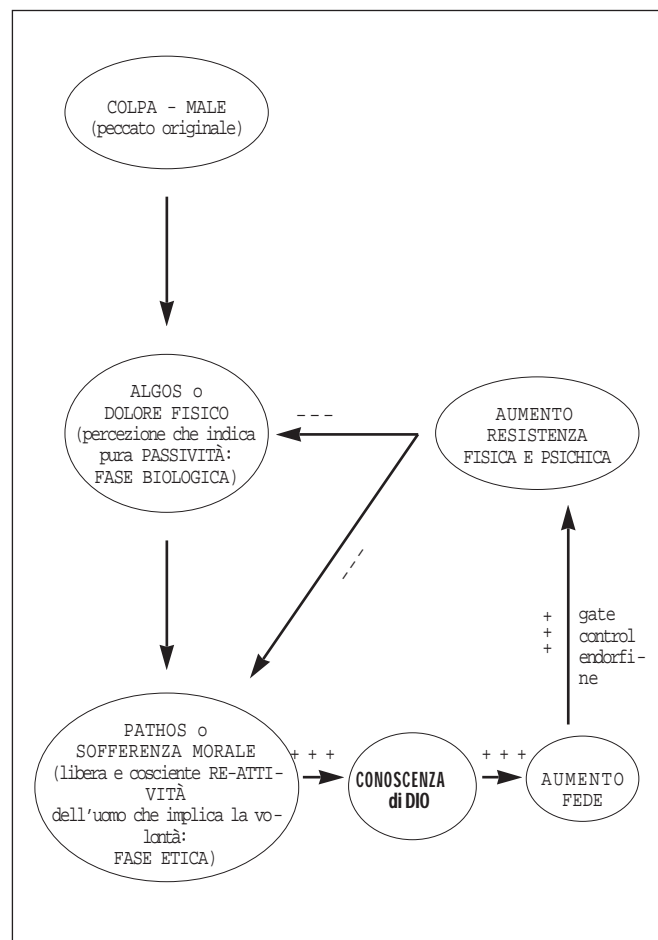 COLPA - MALE
(peccato originale)
ALGOS o
DOLORE FISICO
(percezione che indica
pura PASSIVITÀ:
FASE BIOLOGICA)
- - -
AUMENTO
RESISTENZA
FISICA E PSICHICA
- - -
+ + +
gate
control
endorfi-
ne
PATHOS o
SOFFERENZA MORALE
(libera e cosciente RE-ATTI-
VITÀ
dell'uomo che implica la vo-
lontà:
FASE ETICA)
+ + +
CONOSCENZA
di DIO
+ + +
AUMENTO
FEDE